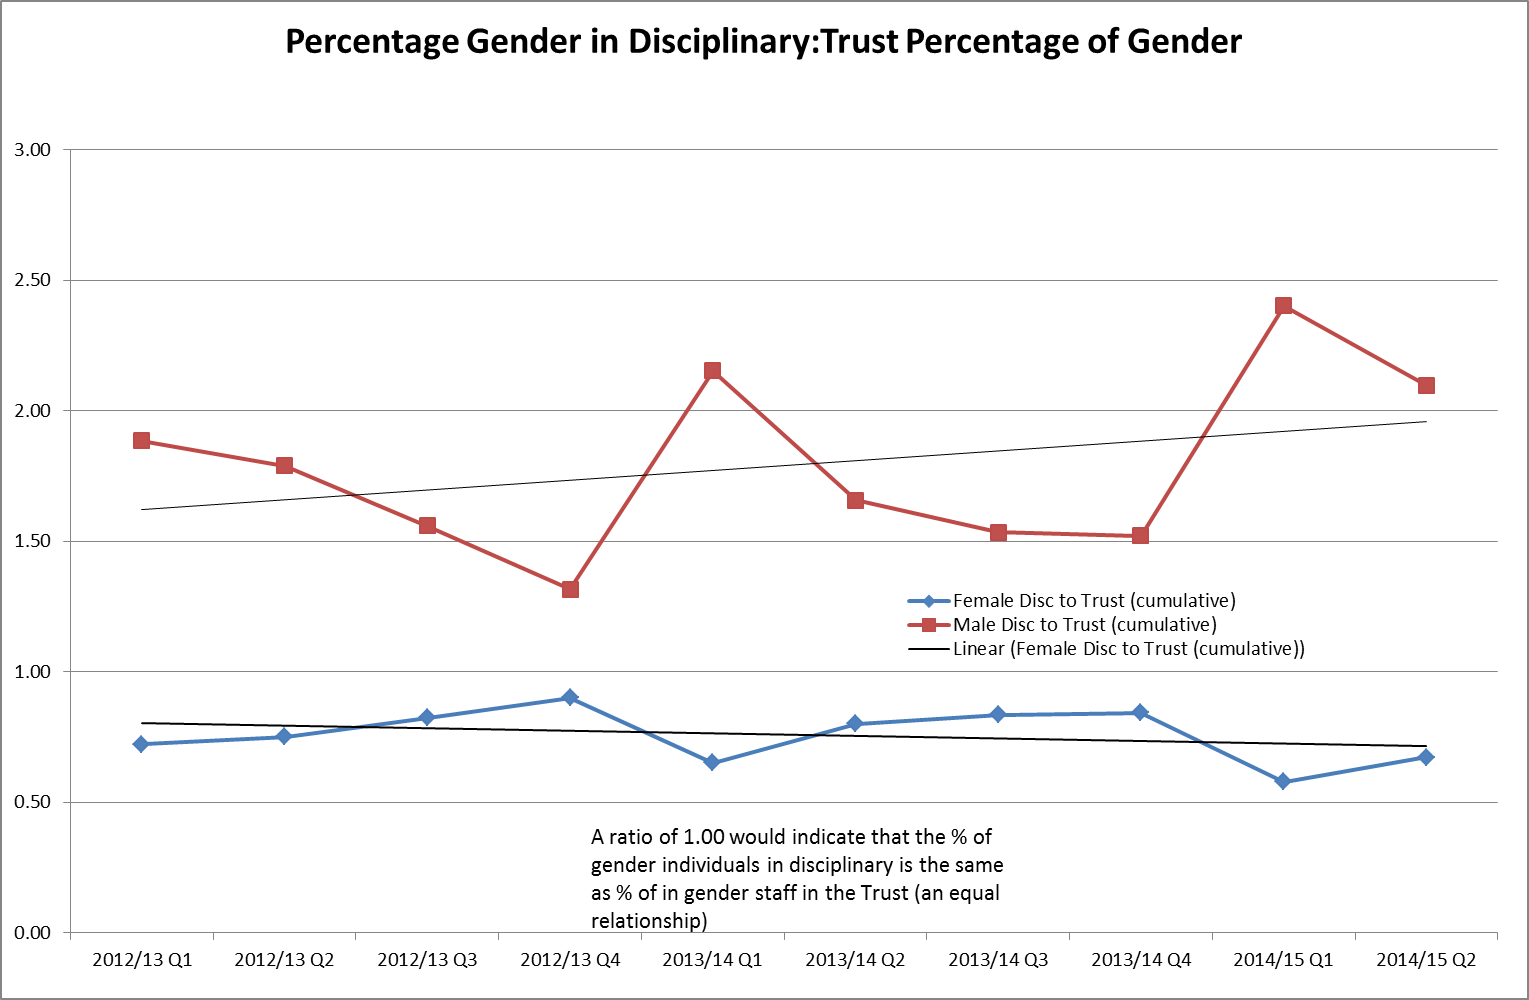 Percentage Gender in Disciplinary:Trust Percentage of Gender
3.00
2.50
2.00
1.50
1.00
0.50
0.00
Female Disc to Trust (cumulative)
Male Disc to Trust (cumulative)
Linear (Female Disc to Trust (cumulative))
A ratio of 1.00 would indicate that the % of
gender individuals in disciplinary is the same
as % of in gender staff in the Trust (an equal
relationship)
2012/13 Q1 2012/13 Q2 2012/13 Q3 2012/13 Q4 2013/14 Q1 2013/14 Q2 2013/14 Q3 2013/14 Q4 2014/15 Q1 2014/15 Q2